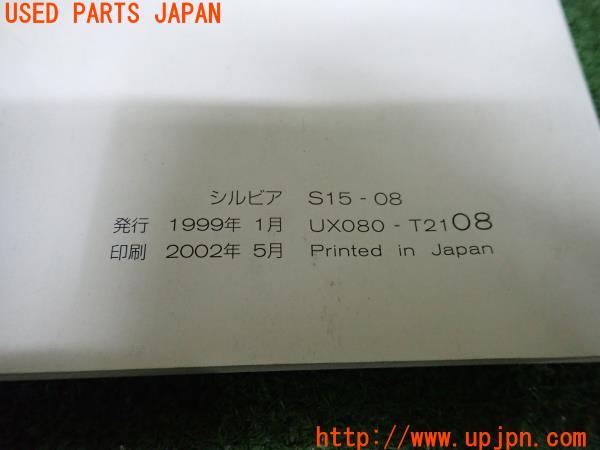 USED PARTS JAPAN
シルビア S15 - 08
発行 1999年 1月 UX080 - T2108
印刷 2002年 5月 Printed in Japan
http://www.upjpn.com/